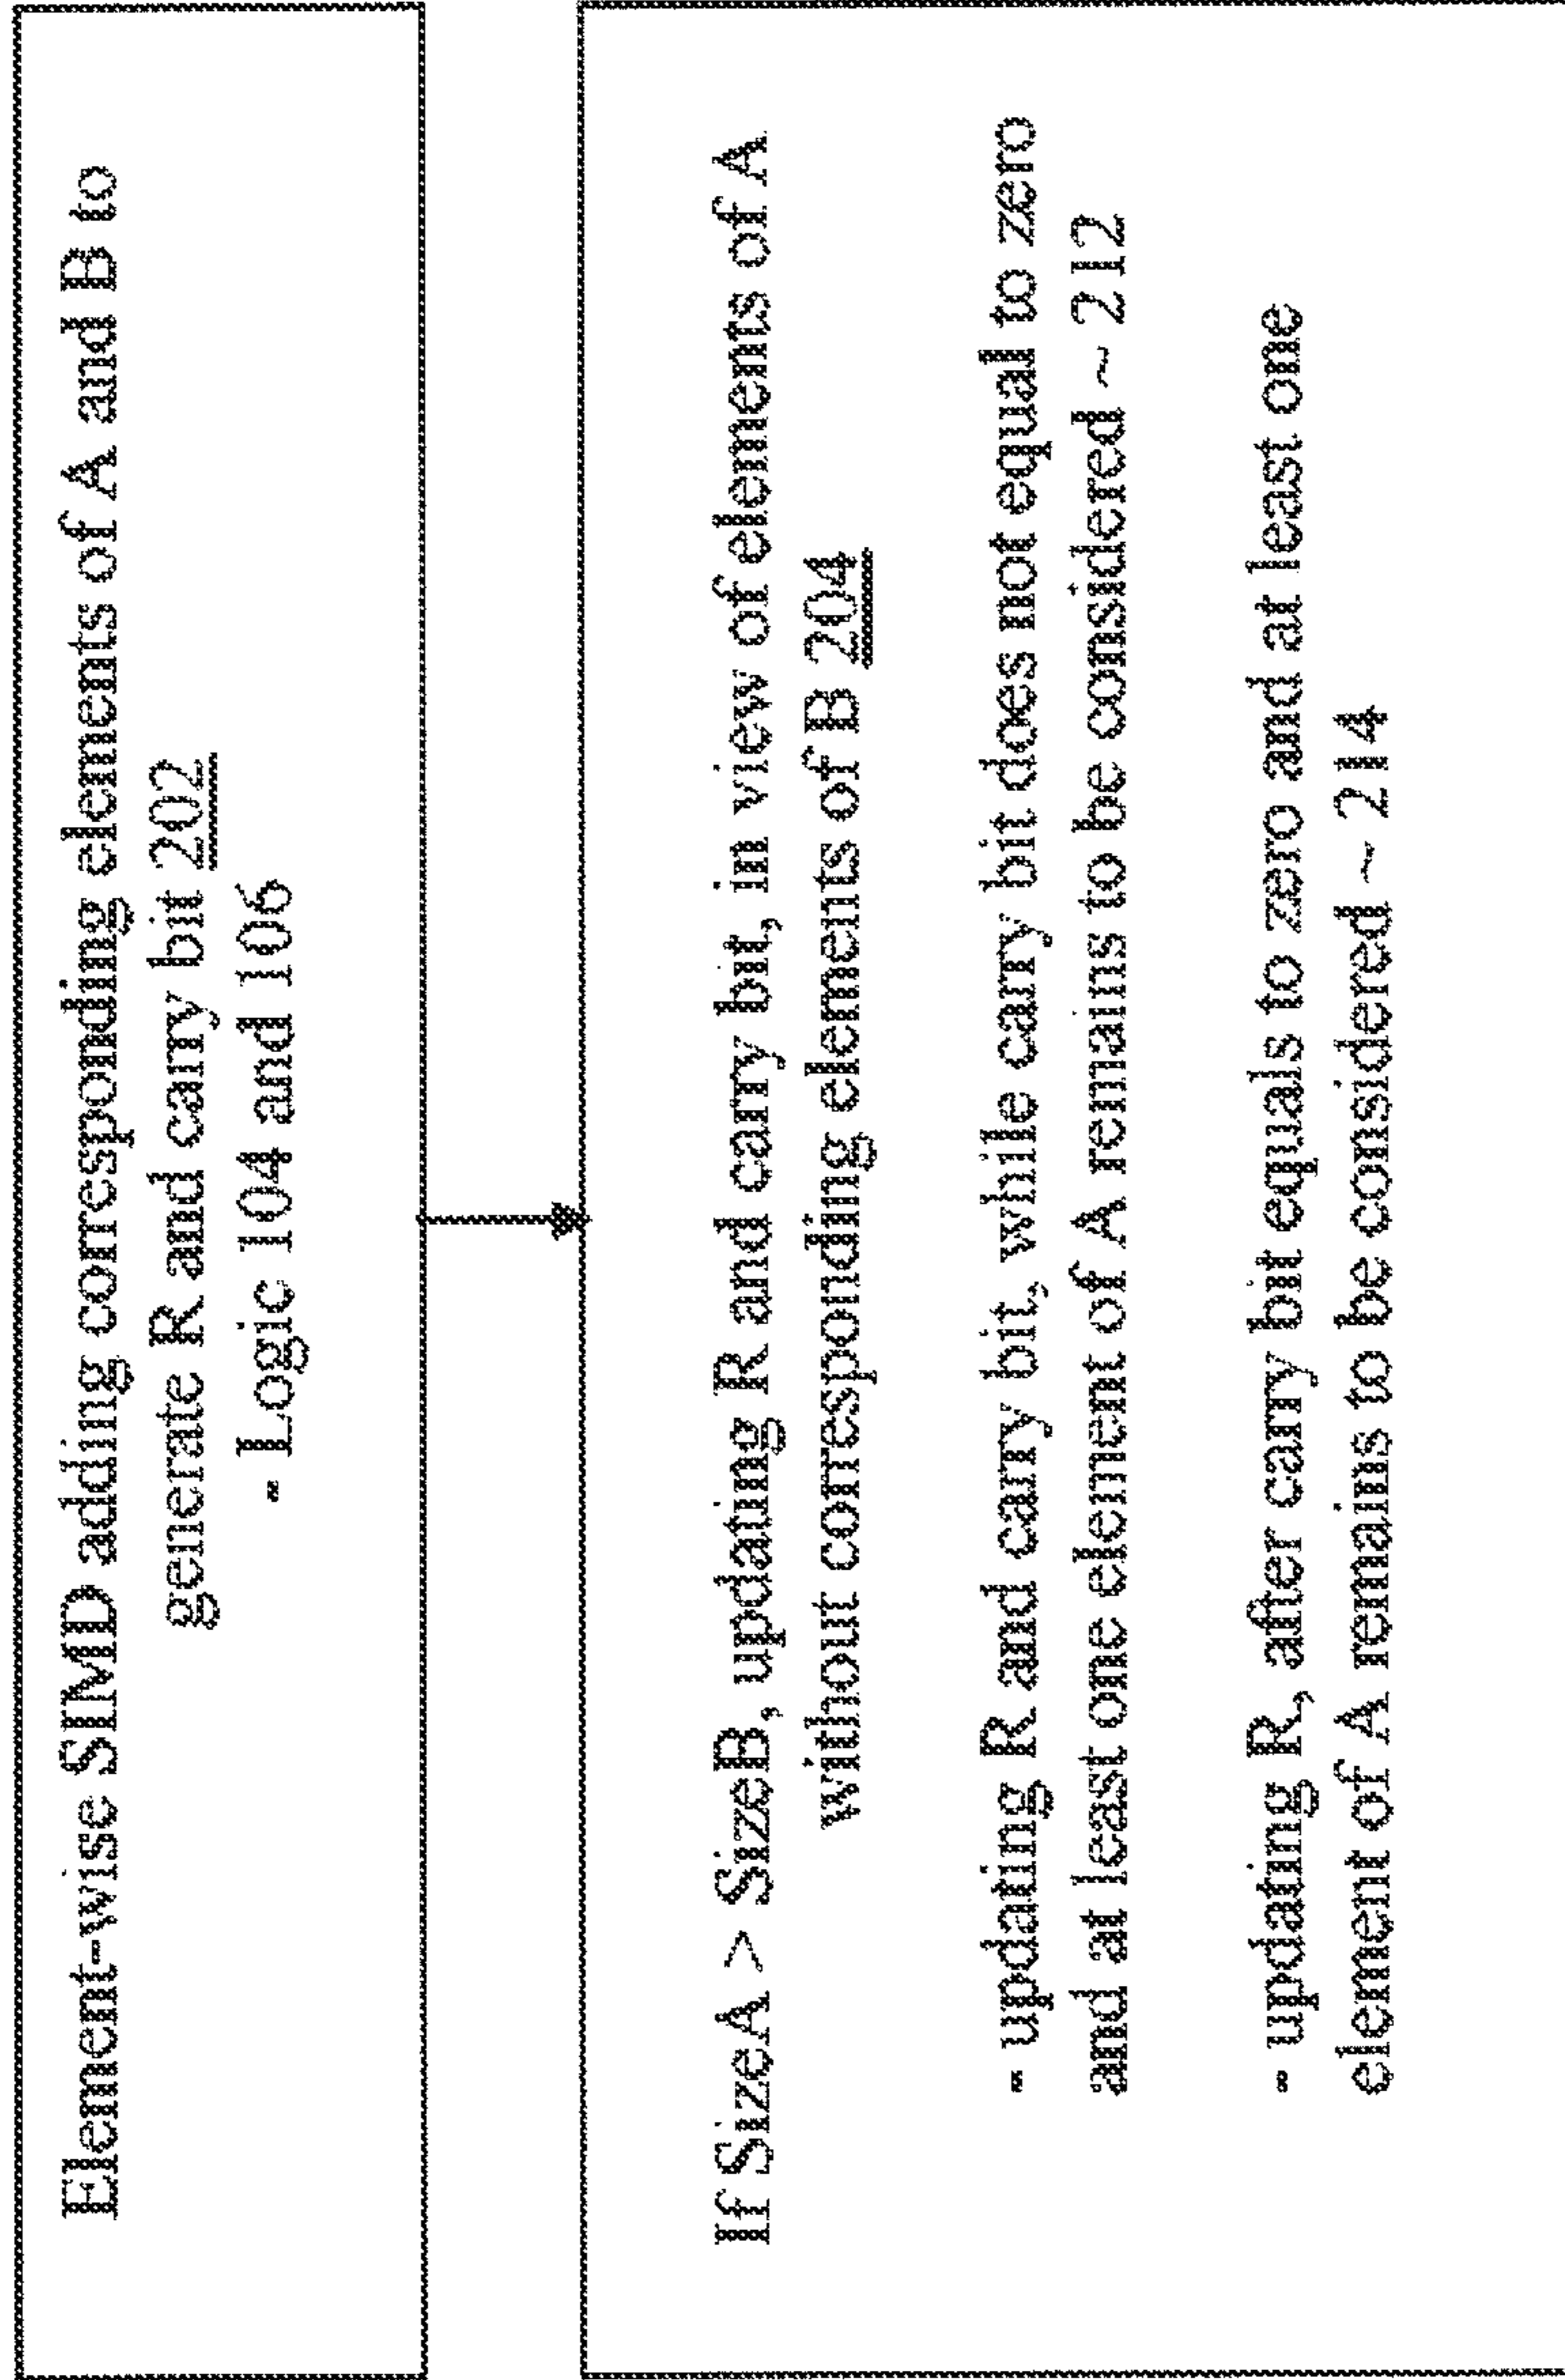 Element-wise SIMD adding corresponding elements of A and B to
generate R and carry bit 202
- Logic 104 and 106
If SizeA > SizeB, updating R and carry bit, in view of elements of A
without corresponding elements of B 204
- updating R and carry bit, while carry bit does not equal to zero
and at least one element of A remains to be considered ~ 212
- updating R, after carry bit equals to zero and at least one
element of A remains to be considered ~ 214